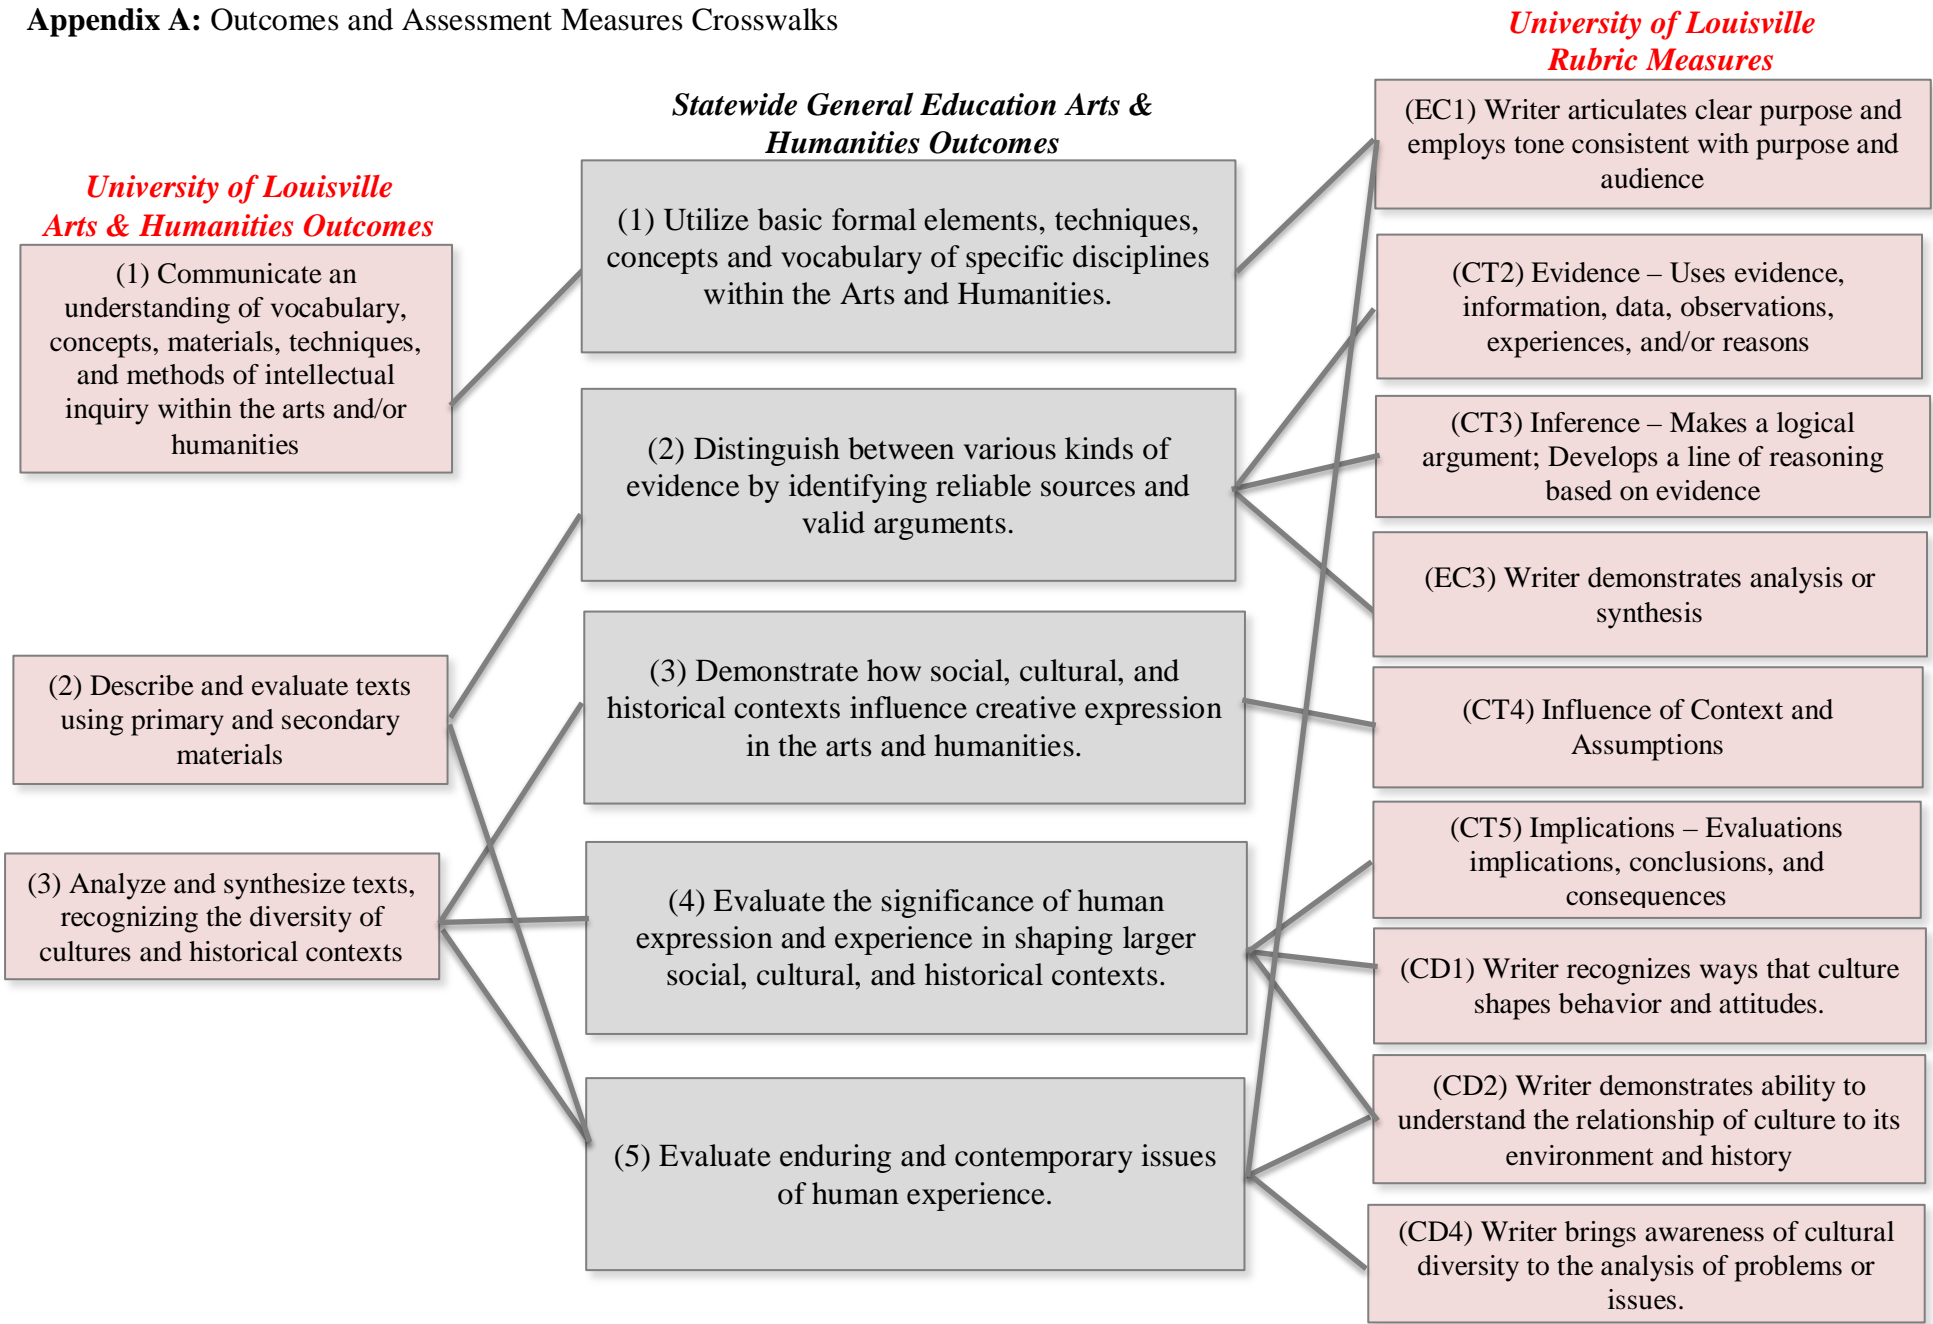 Appendix A: Outcomes and Assessment Measures Crosswalks
University of Louisville
Arts & Humanities Outcomes
(1) Communicate an
understanding of vocabulary,
concepts, materials, techniques,
and methods of intellectual
inquiry within the arts and/or
humanities
(2) Describe and evaluate texts
using primary and secondary
materials
(3) Analyze and synthesize texts,
recognizing the diversity of
cultures and historical contexts
Statewide General Education Arts &
Humanities Outcomes
(1) Utilize basic formal elements, techniques,
concepts and vocabulary of specific disciplines
within the Arts and Humanities.
(2) Distinguish between various kinds of
evidence by identifying reliable sources and
valid arguments.
(3) Demonstrate how social, cultural, and
historical contexts influence creative expression
in the arts and humanities.
(4) Evaluate the significance of human
expression and experience in shaping larger
social, cultural, and historical contexts.
(5) Evaluate enduring and contemporary issues
of human experience.
University of Louisville
Rubric Measures
(EC1) Writer articulates clear purpose and
employs tone consistent with purpose and
audience
(CT2) Evidence – Uses evidence,
information, data, observations,
experiences, and/or reasons
(CT3) Inference – Makes a logical
argument; Develops a line of reasoning
based on evidence
(EC3) Writer demonstrates analysis or
synthesis
(CT4) Influence of Context and
Assumptions
(CT5) Implications – Evaluations
implications, conclusions, and
consequences
(CD1) Writer recognizes ways that culture
shapes behavior and attitudes.
(CD2) Writer demonstrates ability to
understand the relationship of culture to its
environment and history
(CD4) Writer brings awareness of cultural
diversity to the analysis of problems or
issues.